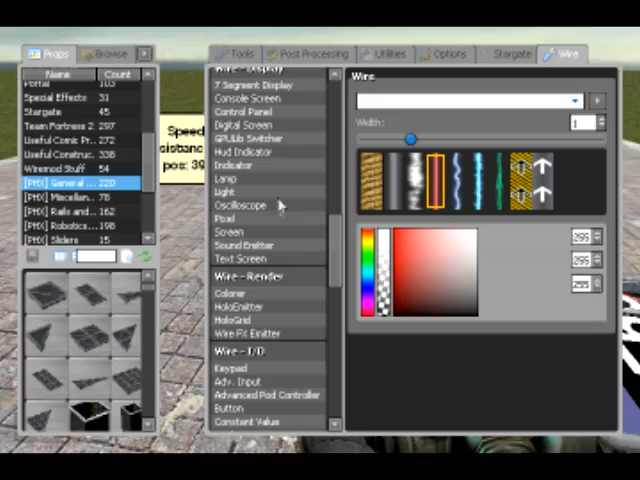 Props
Browse
Tools
Post Processing
Utilities
Options
Stargate
Wire
Name
Count
Portal 103
Special Effects 31
Stargate 45
Team Fortress 2 297
Useful Conic Pr... 272
Useful Construc... 338
Wiremod Stuff 54
[PHX] General ... 220
[PHX] Miscellan... 78
[PHX] Rails and... 162
[PHX] Robotics... 198
[PHX] Sliders 15
Speed
sistance
pos: 39
Wire - Display
7 Segment Display
Console Screen
Control Panel
Digital Screen
GPULib Switcher
Hud Indicator
Indicator
Lamp
Light
Oscilloscope
Pixel
Screen
Sound Emitter
Text Screen
Wire - Render
Colorer
HoloEmitter
HoloGrid
Wire FX Emitter
Wire - I/O
Keypad
Adv. Input
Advanced Pod Controller
Button
Constant Value
Wire
Width:
1
255
255
255